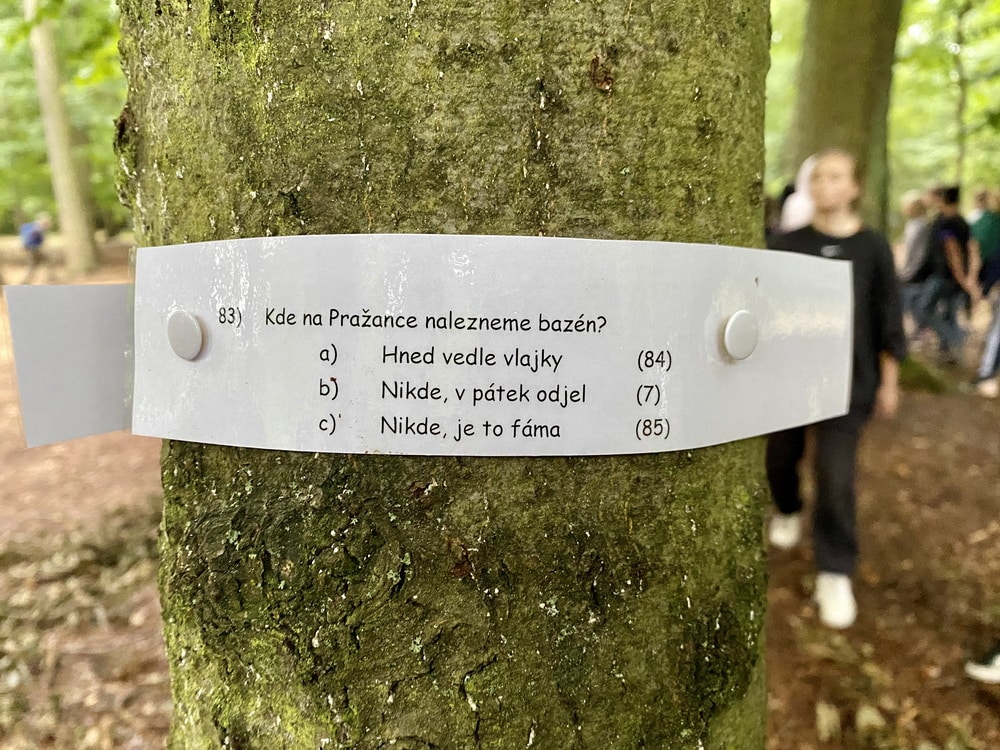 83) Kde na Pražance nalezneme bazén?
a) Hned vedle vlajky (84)
b) Nikde, v pátek odjel (7)
c) Nikde, je to fáma (85)